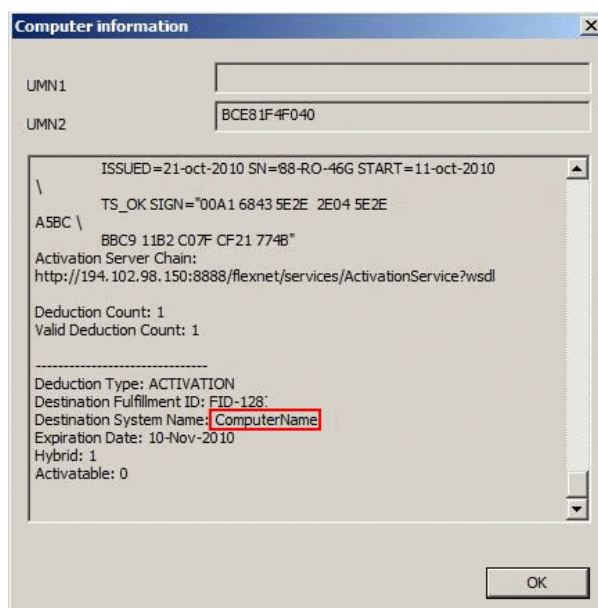 Computer information
UMN1
UMN2
BCE81F4F040
ISSUED=21-oct-2010 SN=88-RO-46G START=11-oct-2010
\
TS_OK SIGN="00A1 6843 5E2E 2E04 5E2E
A5BC \
BBC9 11B2 C07F CF21 774B"
Activation Server Chain:
http://194.102.98.150:8888/flexnet/services/ActivationService?wsdl
Deduction Count: 1
Valid Deduction Count: 1
-------------------------------
Deduction Type: ACTIVATION
Destination Fulfillment ID: FID-128:
Destination System Name: ComputerName
Expiration Date: 10-Nov-2010
Hybrid: 1
Activatable: 0
OK